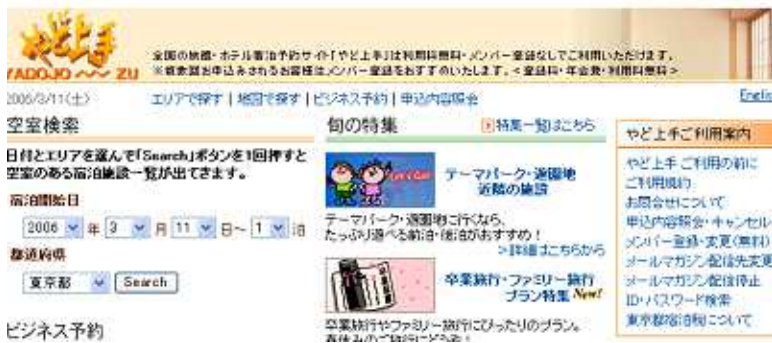 やど上手
YADOJO～～～ZU
全国の旅館・ホテル宿泊予約サイト「やど上手」は利用料無料・メンバー登録なしでご利用いただけます。
※複数回お申込みされるお客様はメンバー登録をおすすめいたします。<登録料・年会費・利用料無料>
2006/3/11(土)
エリアで探す | 地図で探す | ビジネス予約 | 申込内容照会
Englis
空室検索
日付とエリアを選んで「Search」ボタンを1回押すと
空室のある宿泊施設一覧が出てきます。
宿泊開始日
2006 年 3 月 11 日～ 1 泊
都道府県
東京都 Search
ビジネス予約
旬の特集
特集一覧はこちら
Let's Go!
テーマパーク・遊園地
近隣の施設
テーマパーク・遊園地に行くなら、
たっぷり遊べる前泊・後泊がおすすめ！
>詳細はこちらから
卒業旅行・ファミリー旅行
プラン特集 New!
卒業旅行やファミリー旅行にぴったりのプラン。
春休みのご旅行にどうぞ！
やど上手ご利用案内
やど上手ご利用の前に
ご利用規約
お問合せについて
申込内容照会・キャンセル
メンバー登録・変更(無料)
メールマガジン配信先変更
メールマガジン配信停止
ID・パスワード検索
東京都宿泊税について